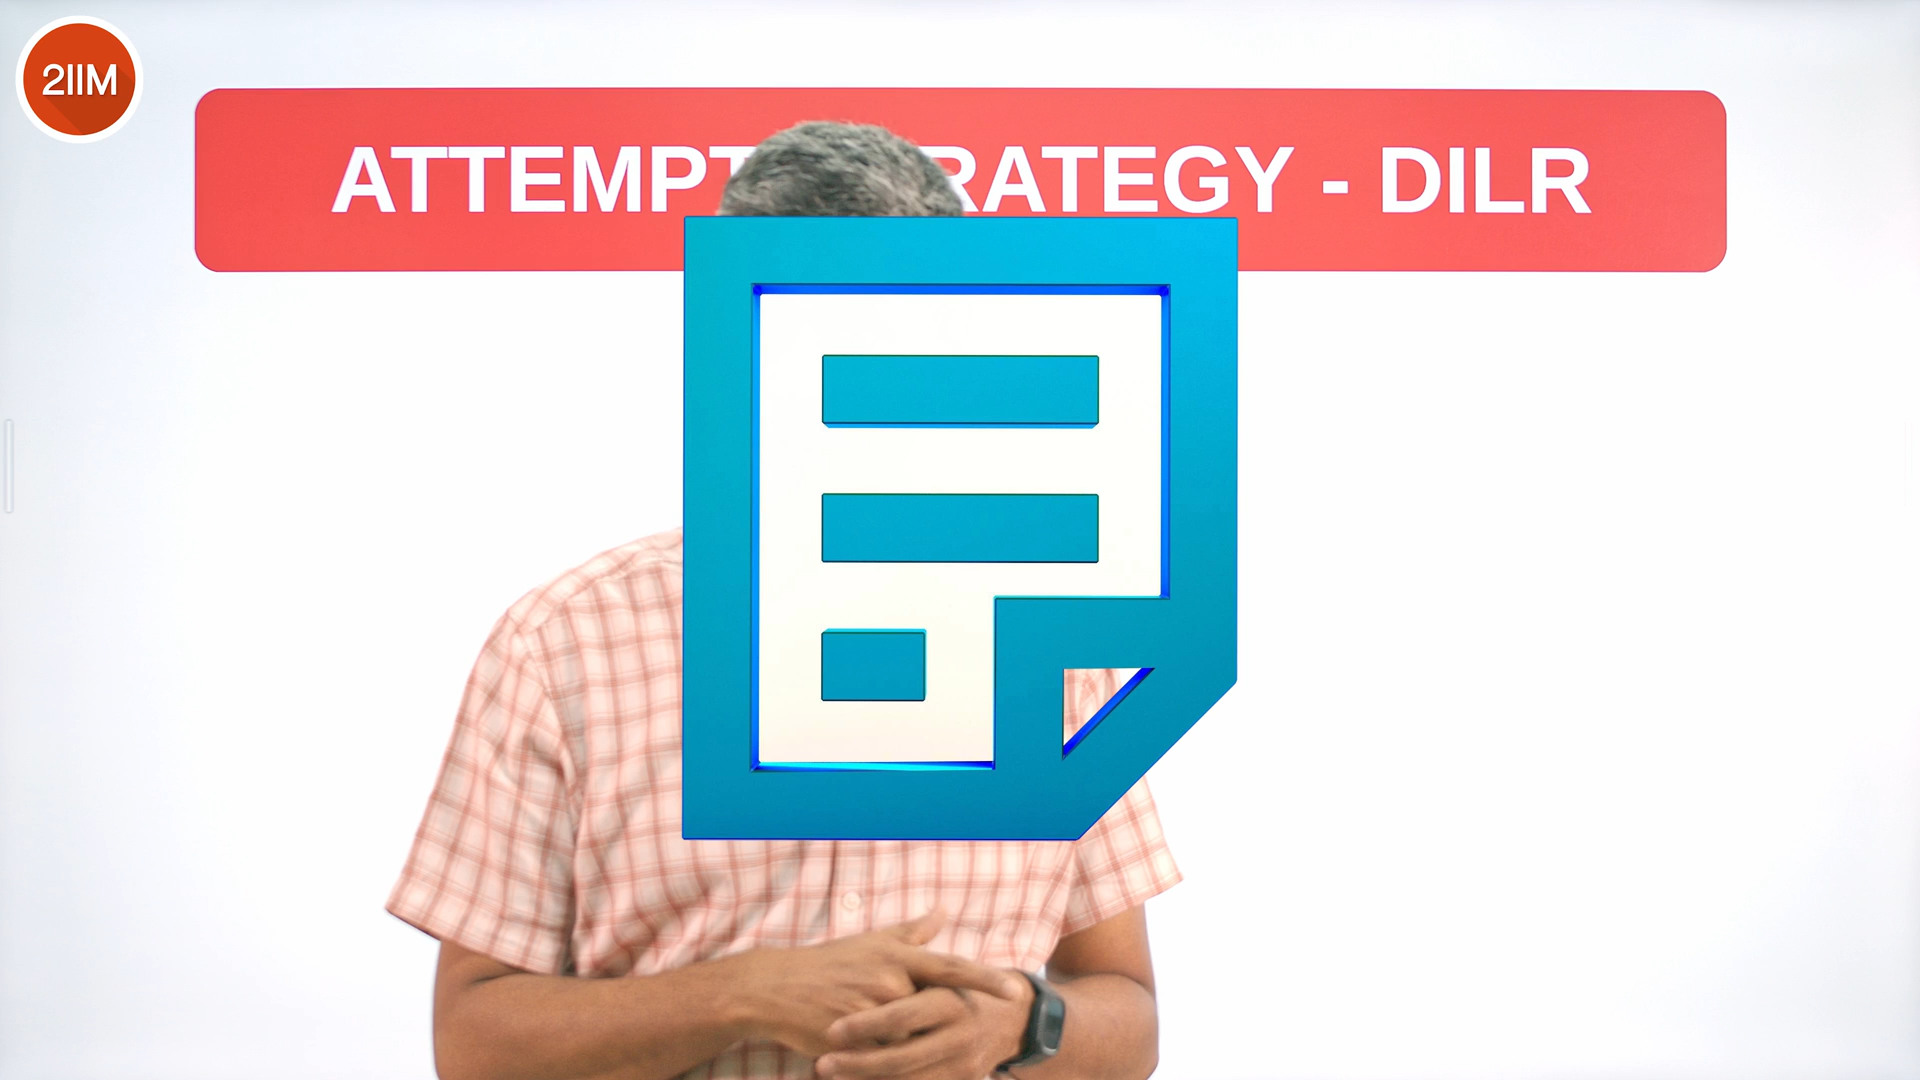 2IIM
ATTEMPT RATEGY - DILR